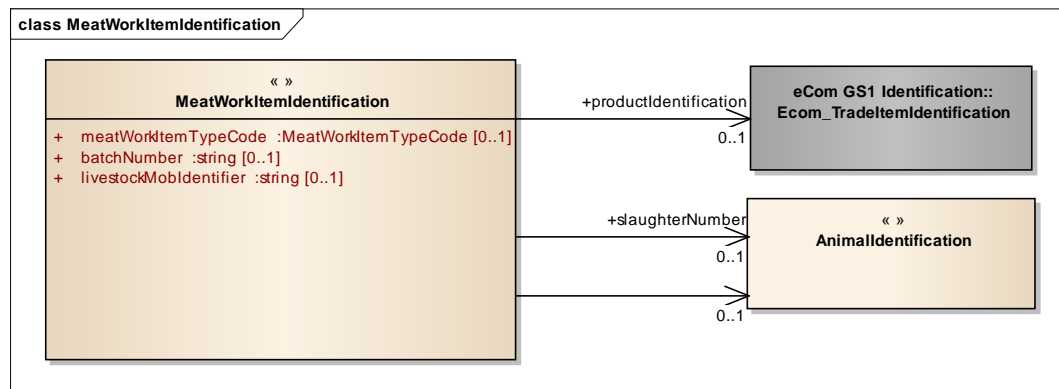 class MeatWorkItemIdentification
« »
MeatWorkItemIdentification
+ meatWorkItemTypeCode :MeatWorkItemTypeCode [0..1]
+ batchNumber :string [0..1]
+ livestockMobIdentifier :string [0..1]
+productIdentification
0..1
eCom GS1 Identification::
Ecom_TradeItemIdentification
+slaughterNumber
0..1
0..1
« »
AnimalIdentification